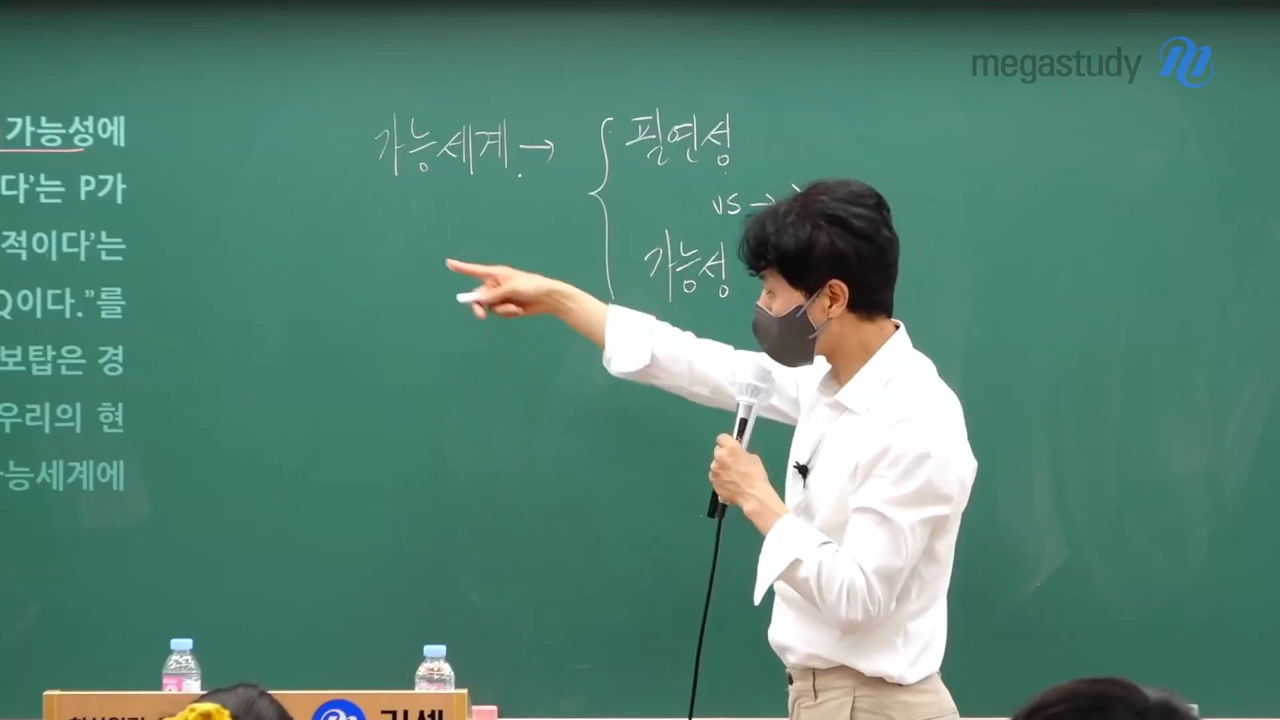 megastudy
가능성에
다’는 P가
적이다’는
Q이다.”를
보탑은 경
우리의 현
능세계에
가능세계 → { 필연성
vs →
가능성